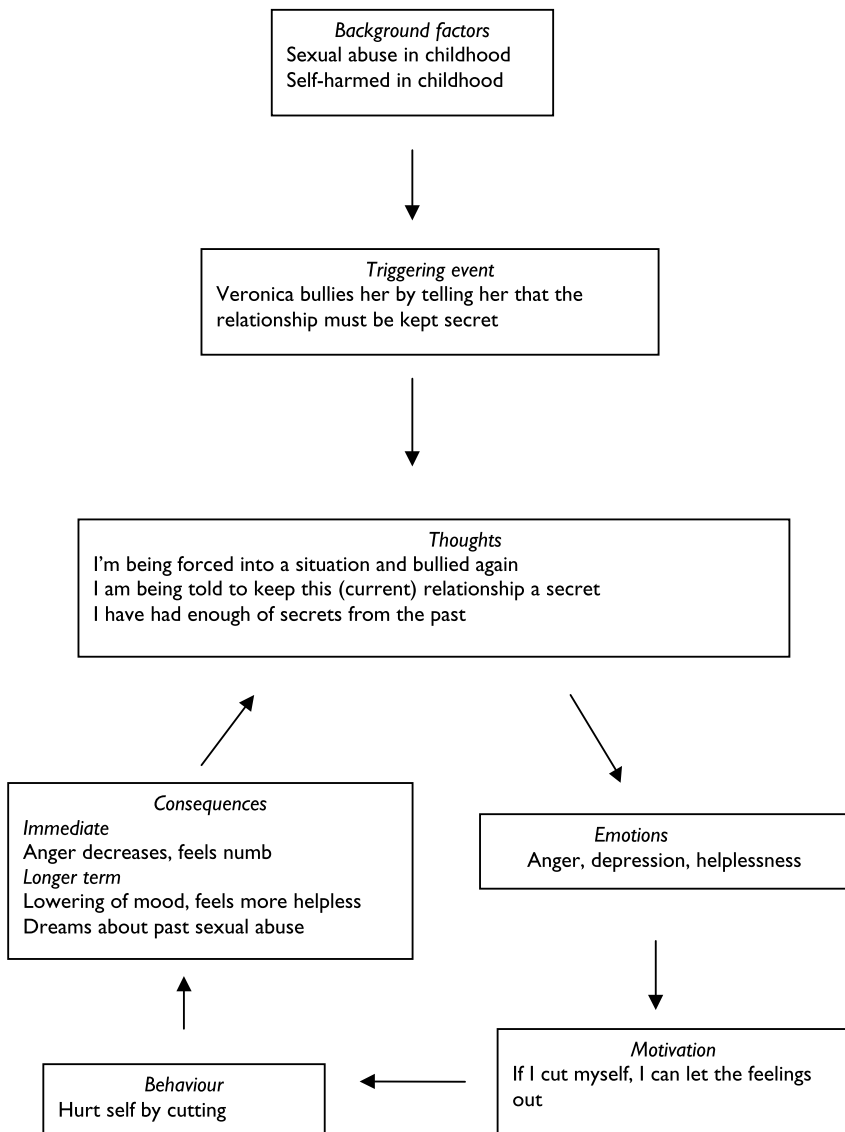 Background factors
Sexual abuse in childhood
Self-harmed in childhood
Triggering event
Veronica bullies her by telling her that the
relationship must be kept secret
Thoughts
I'm being forced into a situation and bullied again
I am being told to keep this (current) relationship a secret
I have had enough of secrets from the past
Emotions
Anger, depression, helplessness
Motivation
If I cut myself, I can let the feelings
out
Behaviour
Hurt self by cutting
Consequences
Immediate
Anger decreases, feels numb
Longer term
Lowering of mood, feels more helpless
Dreams about past sexual abuse